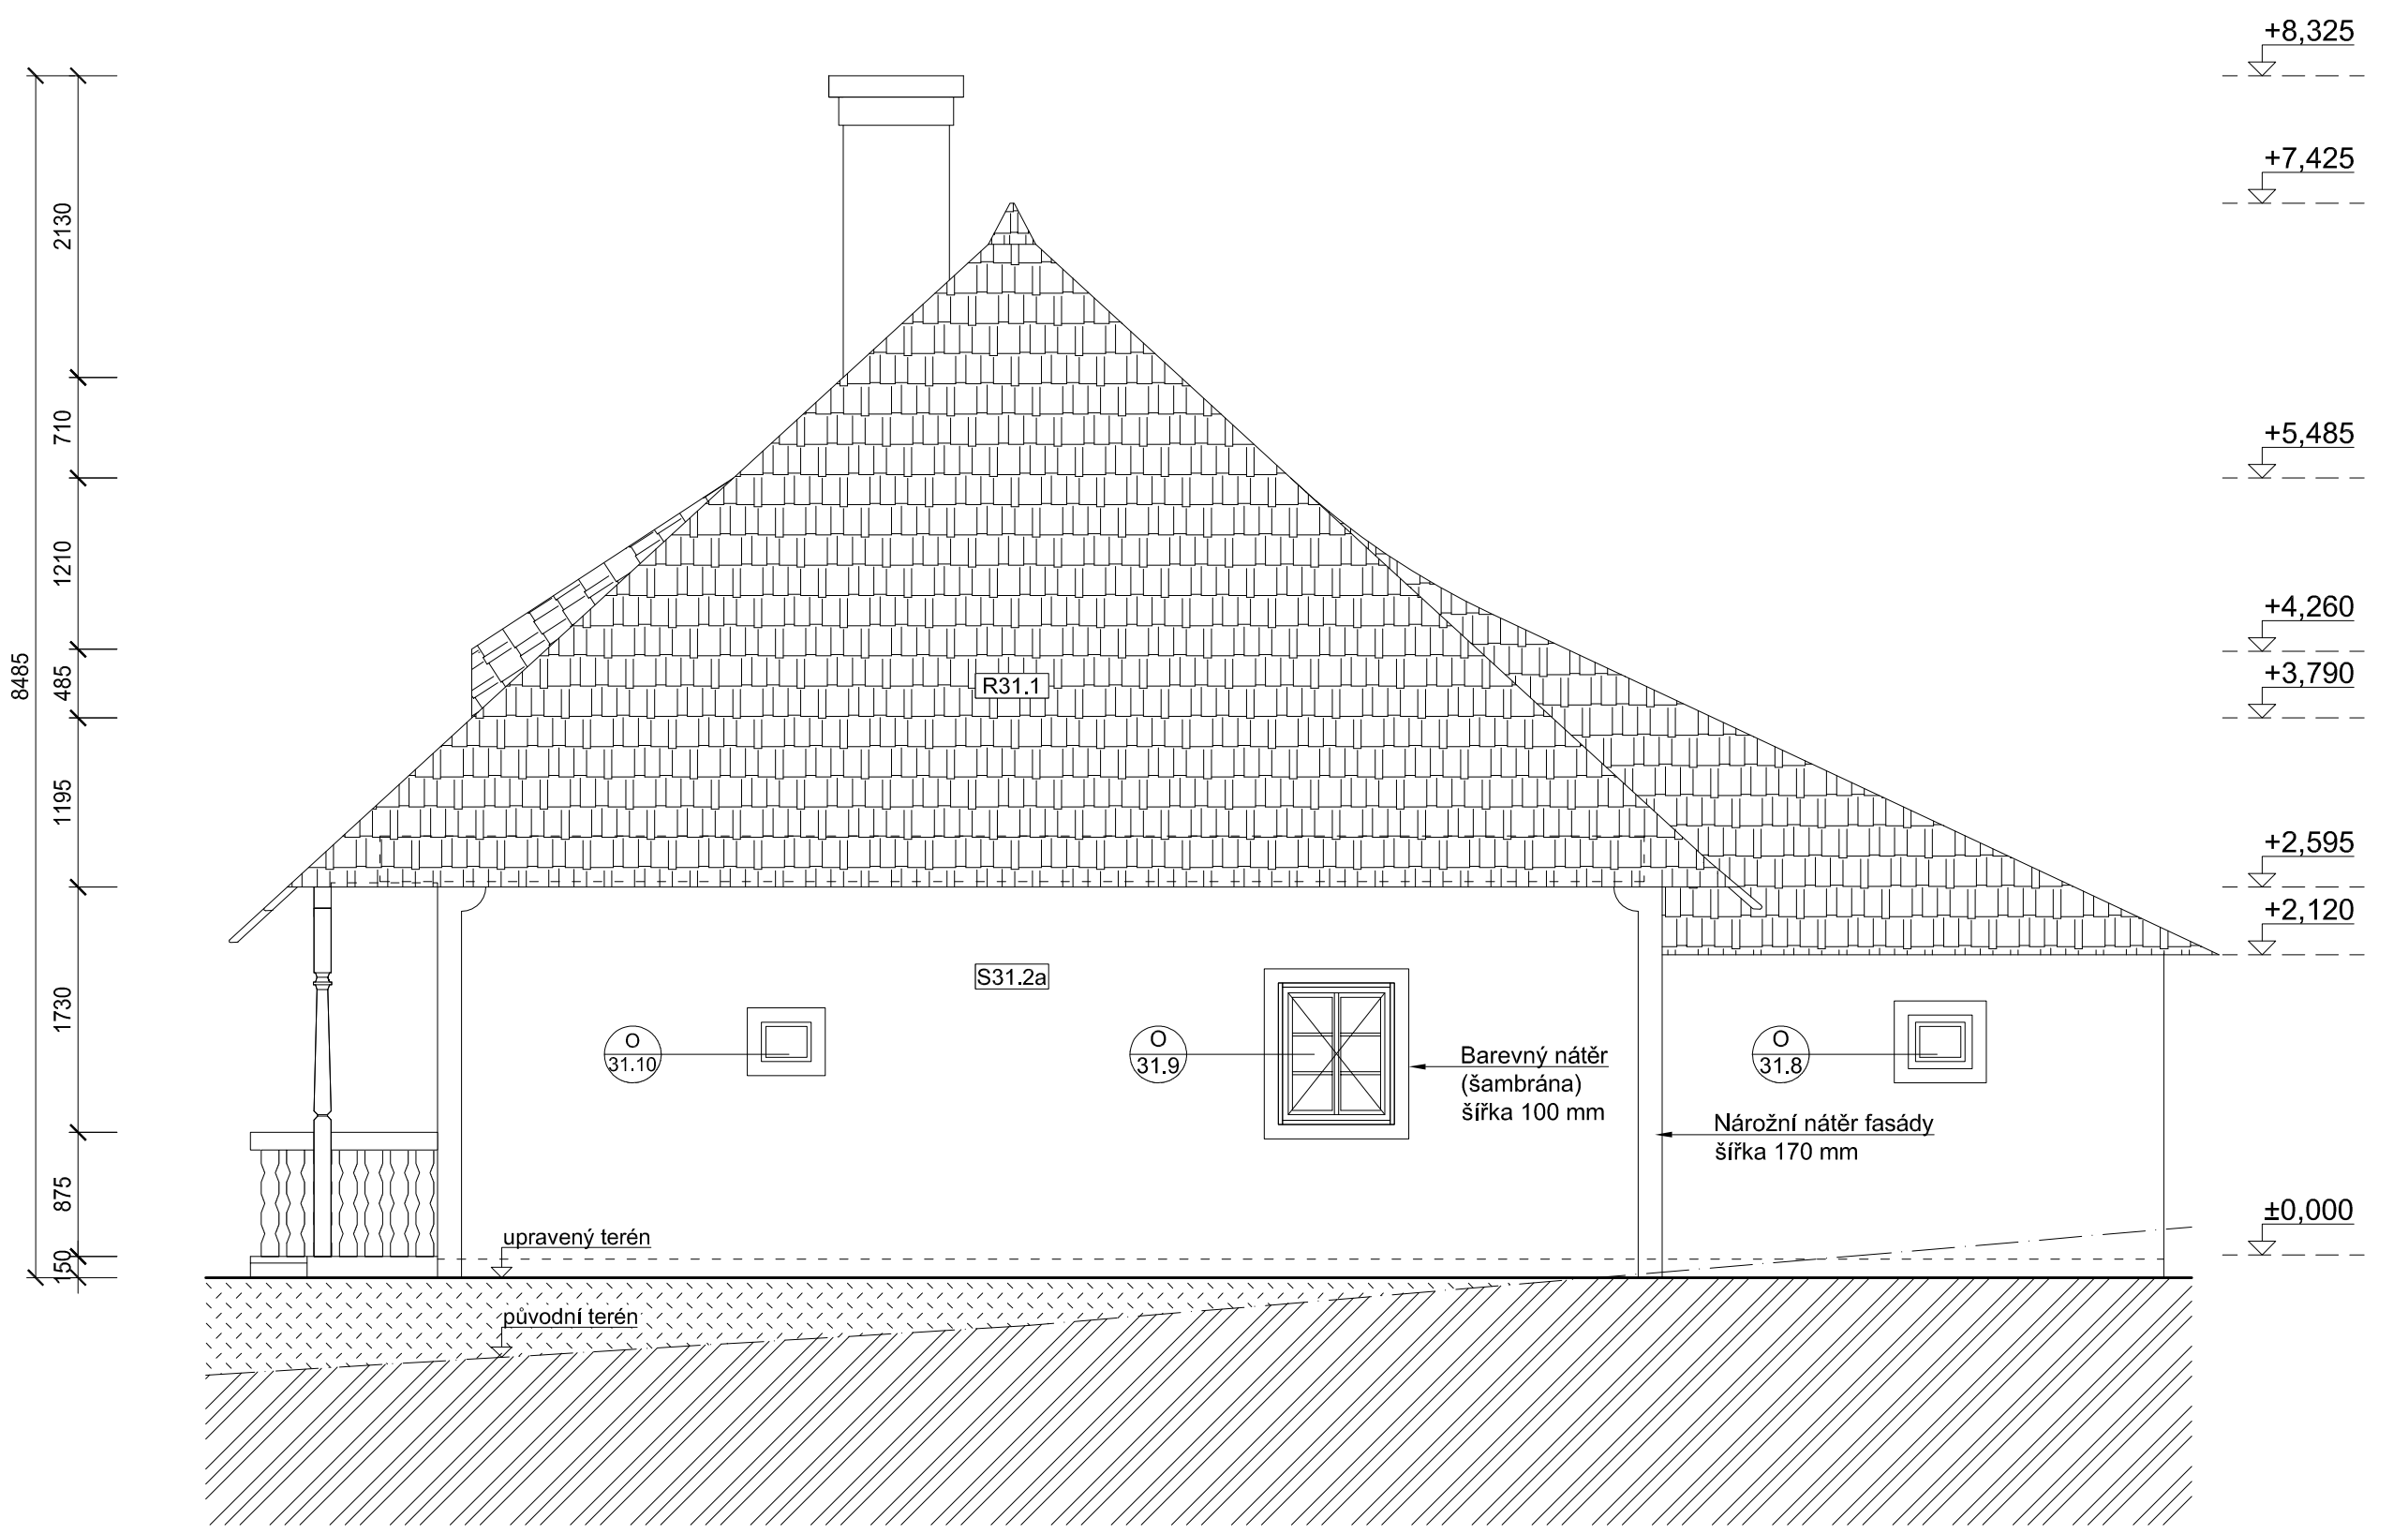 +8,325
+7,425
2130
710
+5,485
1210
+4,260
8485
485
R31.1
+3,790
1195
+2,595
+2,120
S31.2a
1730
O
31.10
O
31.9
Barevný nátěr
(šambrána)
šířka 100 mm
O
31.8
Nárožní nátěr fasády
šířka 170 mm
875
±0,000
upravený terén
150
původní terén